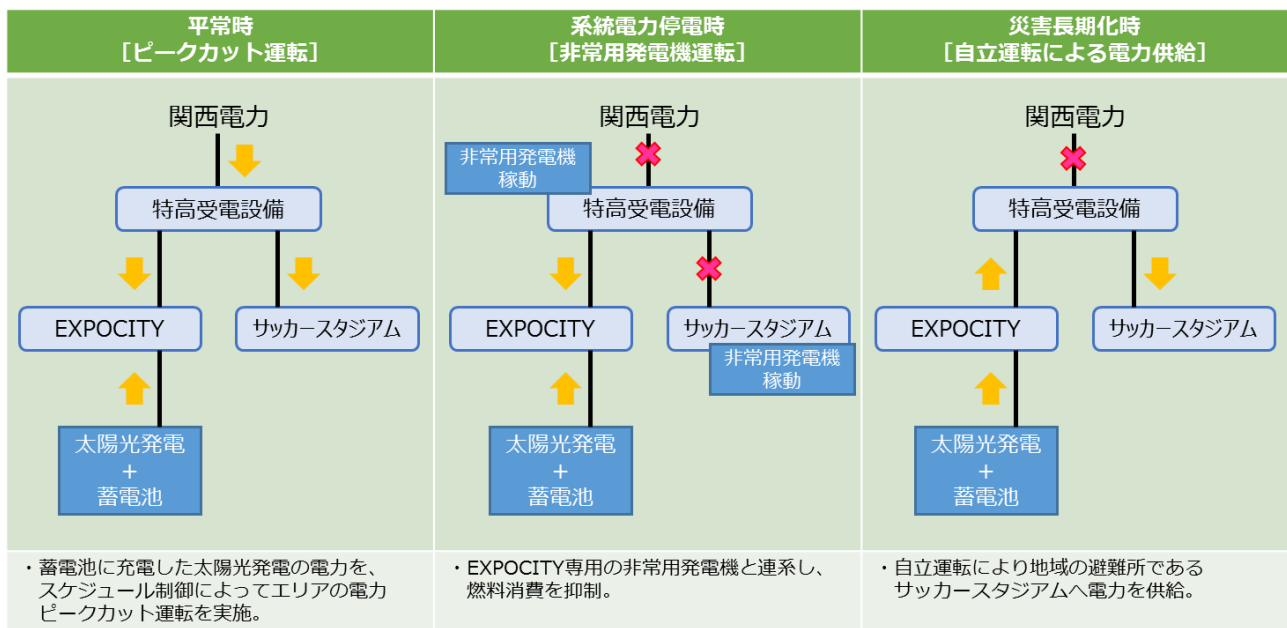 平常時
［ピークカット運転］
関西電力
特高受電設備
EXPOCITY
サッカースタジアム
太陽光発電
+
蓄電池
・蓄電池に充電した太陽光発電の電力を、
スケジュール制御によってエリアの電力
ピークカット運転を実施。
系統電力停電時
［非常用発電機運転］
関西電力
非常用発電機
稼動
特高受電設備
EXPOCITY
サッカースタジアム
非常用発電機
稼動
太陽光発電
+
蓄電池
・EXPOCITY専用の非常用発電機と連系し、
燃料消費を抑制。
災害長期化時
［自立運転による電力供給］
関西電力
特高受電設備
EXPOCITY
サッカースタジアム
太陽光発電
+
蓄電池
・自立運転により地域の避難所である
サッカースタジアムへ電力を供給。